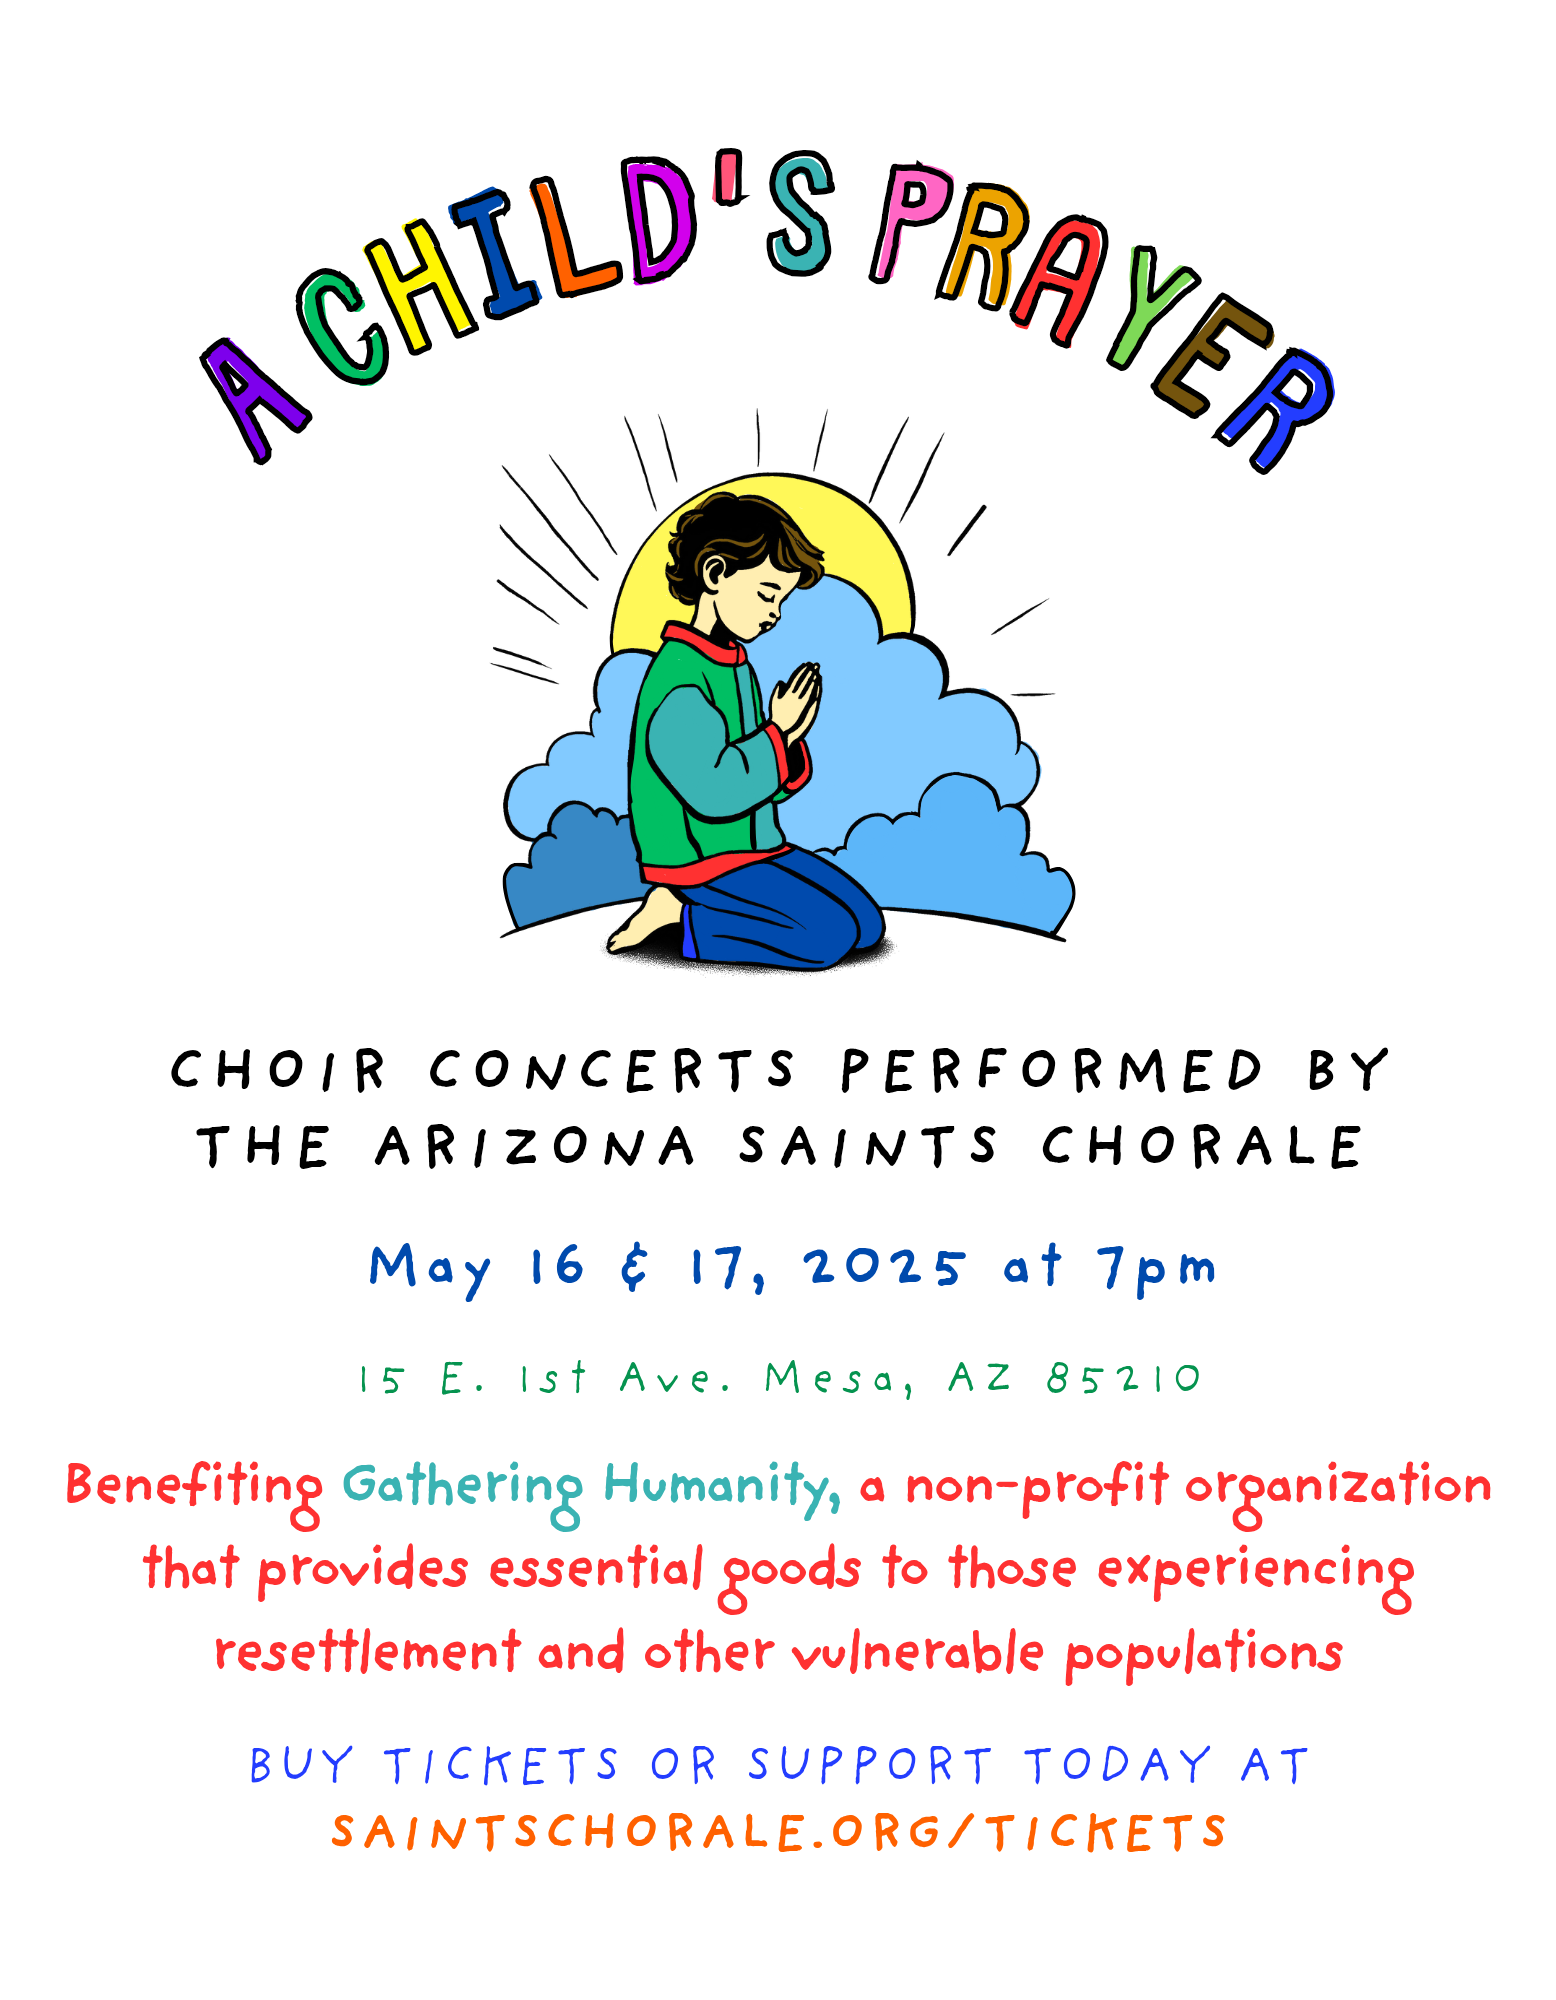 A CHILD'S PRAYER
CHOIR CONCERTS PERFORMED BY
THE ARIZONA SAINTS CHORALE
May 16 & 17, 2025 at 7pm
15 E. 1st Ave. Mesa, AZ 85210
Benefiting Gathering Humanity, a non-profit organization
that provides essential goods to those experiencing
resettlement and other vulnerable populations
BUY TICKETS OR SUPPORT TODAY AT
SAINTSCHORALE.ORG/TICKETS